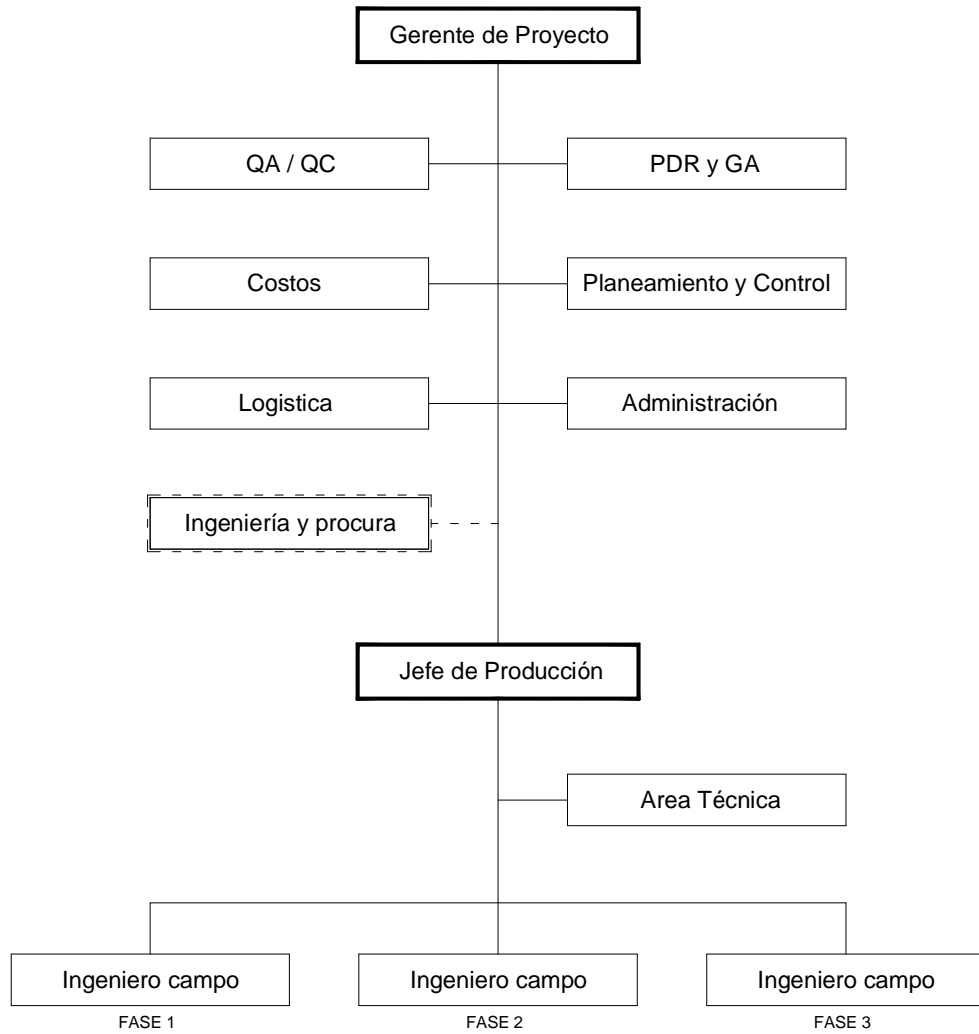 Gerente de Proyecto
QA / QC
PDR y GA
Costos
Planeamiento y Control
Logistica
Administración
Ingeniería y procura
Jefe de Producción
Area Técnica
Ingeniero campo
Ingeniero campo
Ingeniero campo
FASE 1
FASE 2
FASE 3